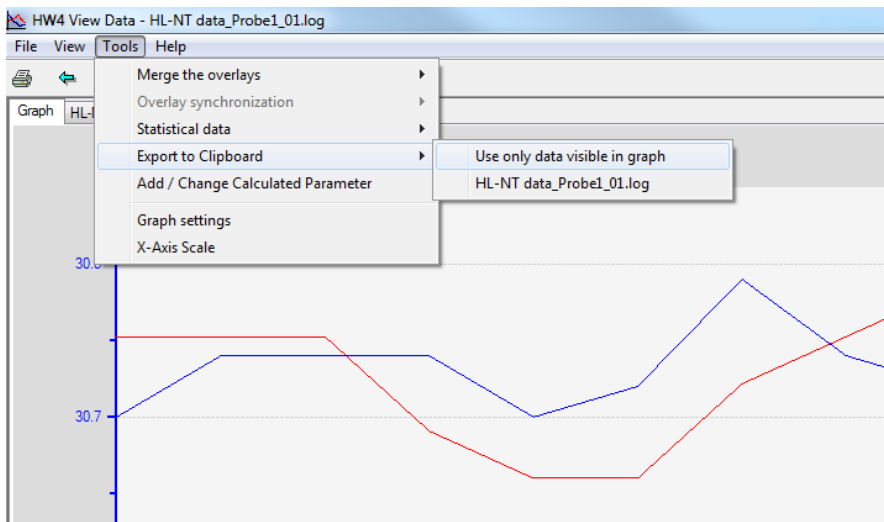 HW4 View Data - HL-NT data_Probe1_01.log
File View Tools Help
Merge the overlays
Overlay synchronization
Statistical data
Export to Clipboard
Add / Change Calculated Parameter
Graph settings
X-Axis Scale
Use only data visible in graph
HL-NT data_Probe1_01.log
Graph
30.7